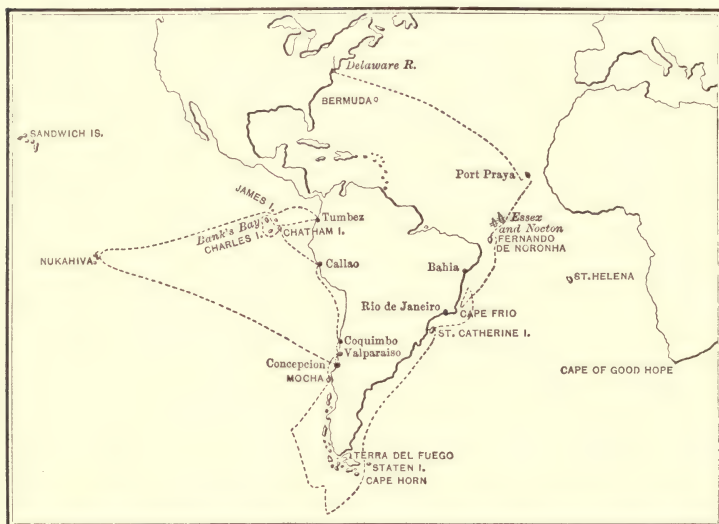 Delaware R.
BERMUDA
SANDWICH IS.
Port Praya
JAMES I.
Bank's Bay
CHARLES I.
CHATHAM I.
Tumbez
Essex
and Nocton
FERNANDO
DE NORONHA
NUKAHIVA
Callao
Bahia
ST. HELENA
Rio de Janeiro
CAPE FRIO
ST. CATHERINE I.
Coquimbo
Valparaiso
Concepcion
MOCHA
CAPE OF GOOD HOPE
TERRA DEL FUEGO
STATEN I.
CAPE HORN